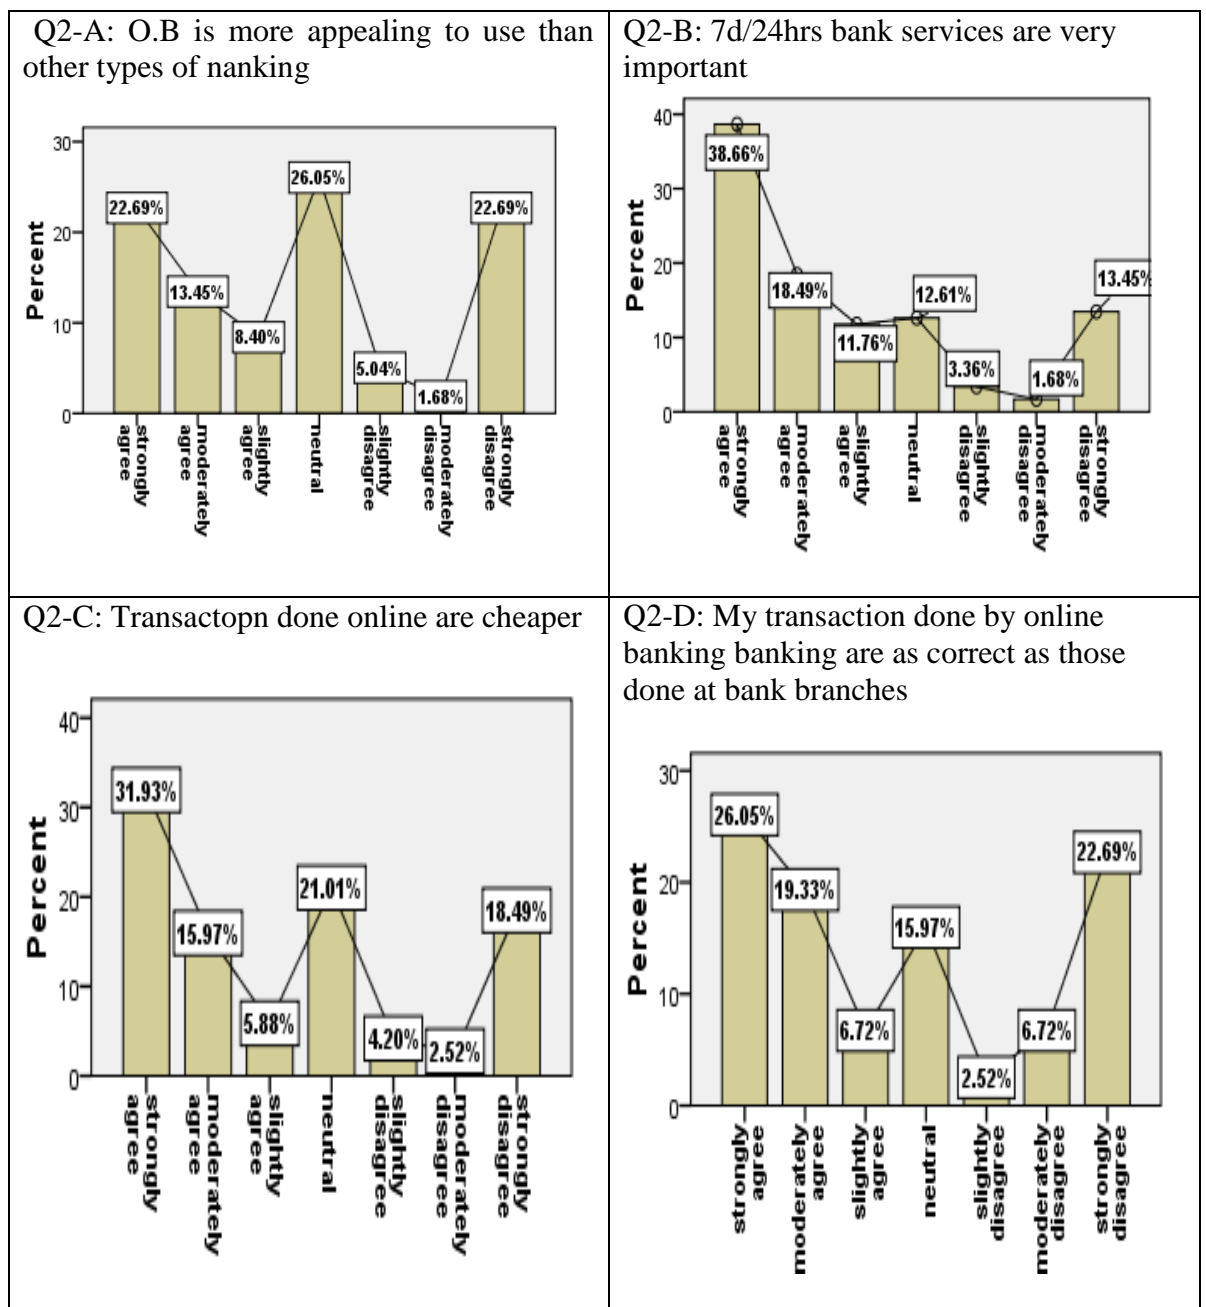 Q2-A: O.B is more appealing to use than
other types of nanking
30
20
10
0
Percent
22.69%
13.45%
8.40%
26.05%
5.04%
1.68%
22.69%
strongly
agree
moderately
agree
slightly
agree
neutral
slightly
disagree
moderately
disagree
strongly
disagree
Q2-B: 7d/24hrs bank services are very
important
40
30
20
10
0
Percent
38.66%
18.49%
11.76%
12.61%
3.36%
1.68%
13.45%
strongly
agree
moderately
agree
slightly
agree
neutral
slightly
disagree
moderately
disagree
strongly
disagree
Q2-C: Transactopn done online are cheaper
40
30
20
10
0
Percent
31.93%
15.97%
5.88%
21.01%
4.20%
2.52%
18.49%
strongly
agree
moderately
agree
slightly
agree
neutral
slightly
disagree
moderately
disagree
strongly
disagree
Q2-D: My transaction done by online
banking banking are as correct as those
done at bank branches
30
20
10
0
Percent
26.05%
19.33%
6.72%
15.97%
2.52%
6.72%
22.69%
strongly
agree
moderately
agree
slightly
agree
neutral
slightly
disagree
moderately
disagree
strongly
disagree